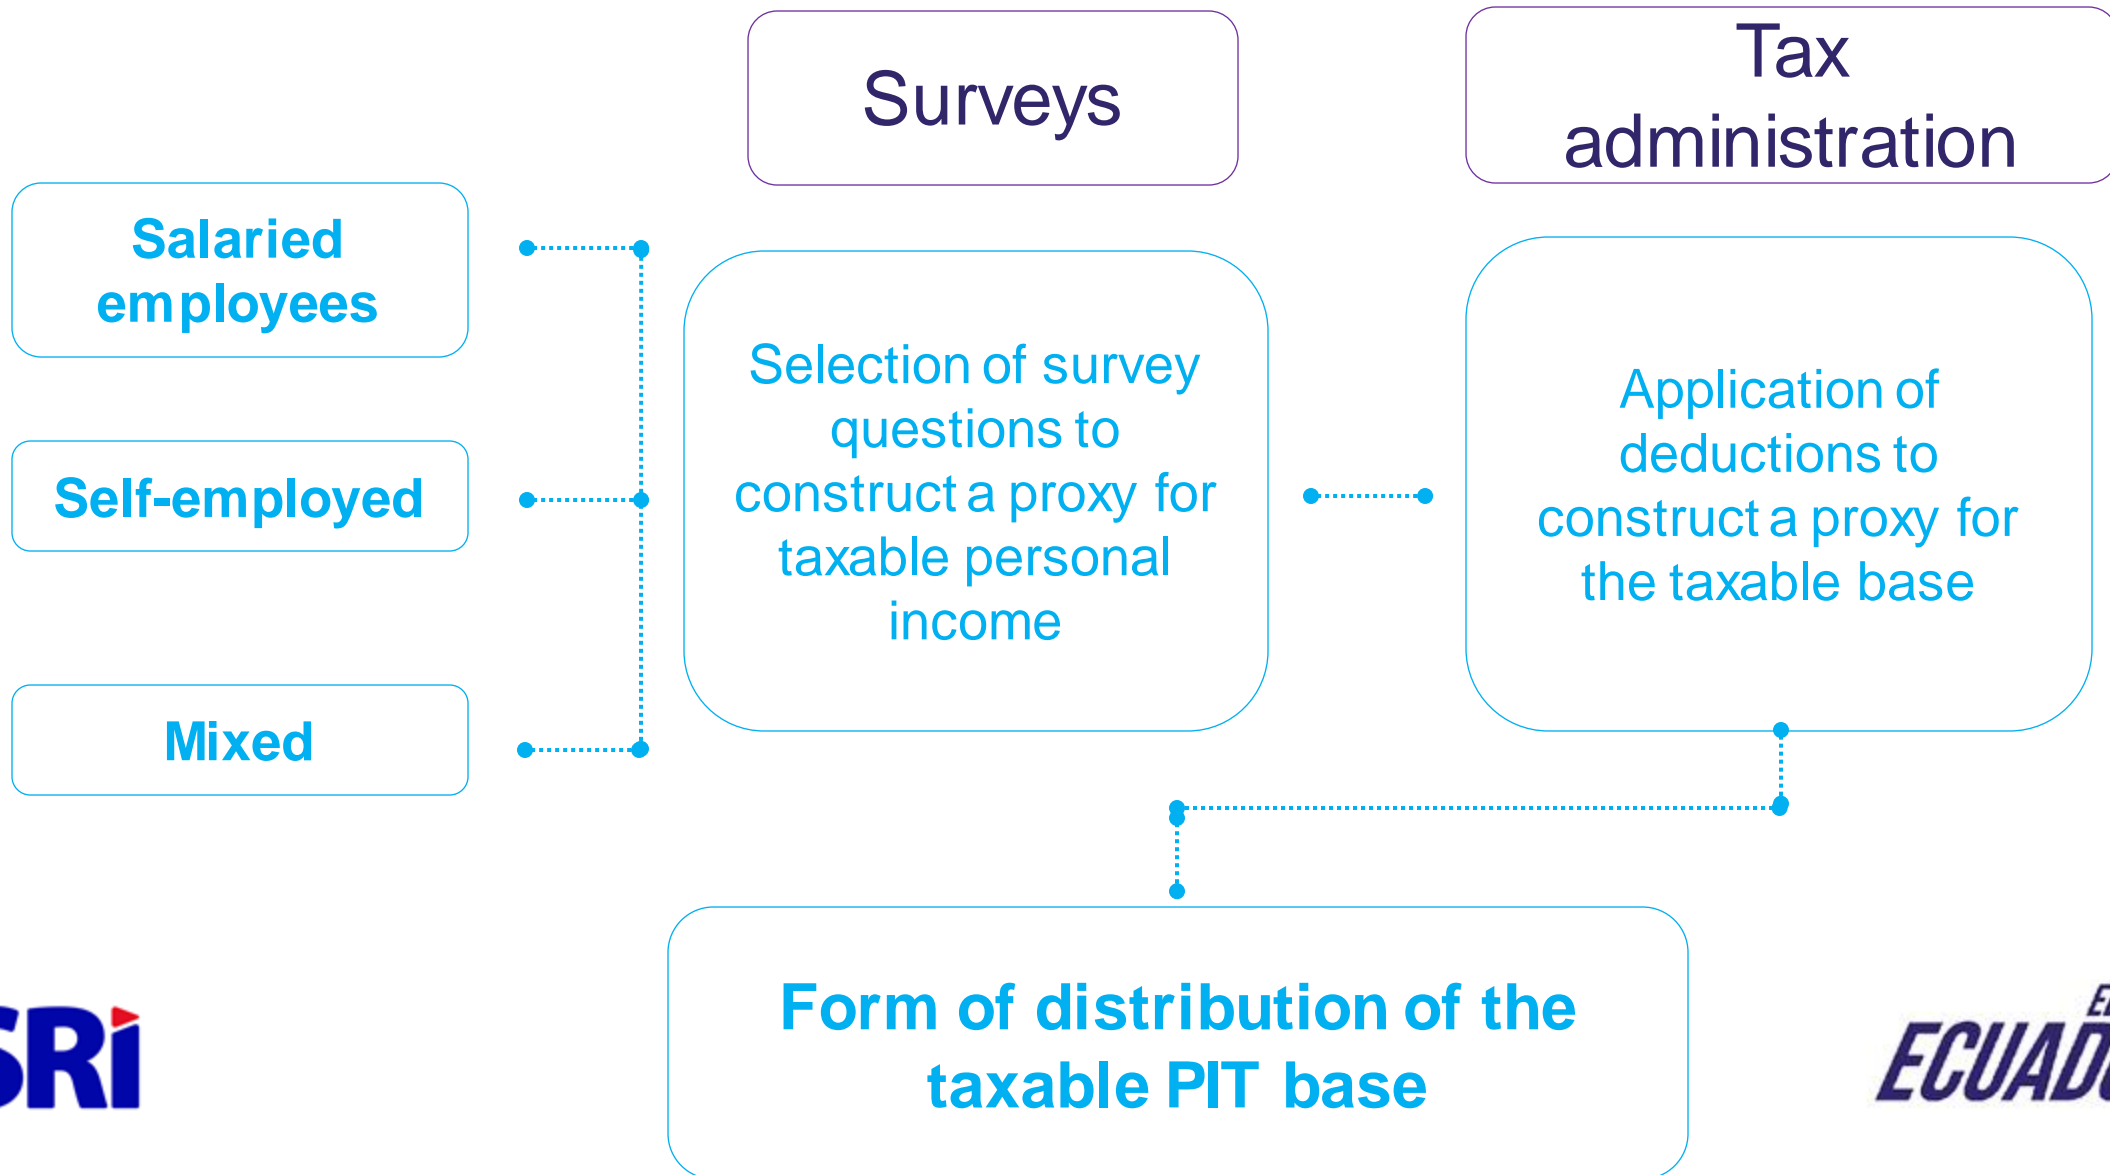 Surveys
Tax
administration
Salaried
employees
Self-employed
Mixed
Selection of survey
questions to
construct a proxy for
taxable personal
income
Application of
deductions to
construct a proxy for
the taxable base
Form of distribution of the
taxable PIT base
SRi